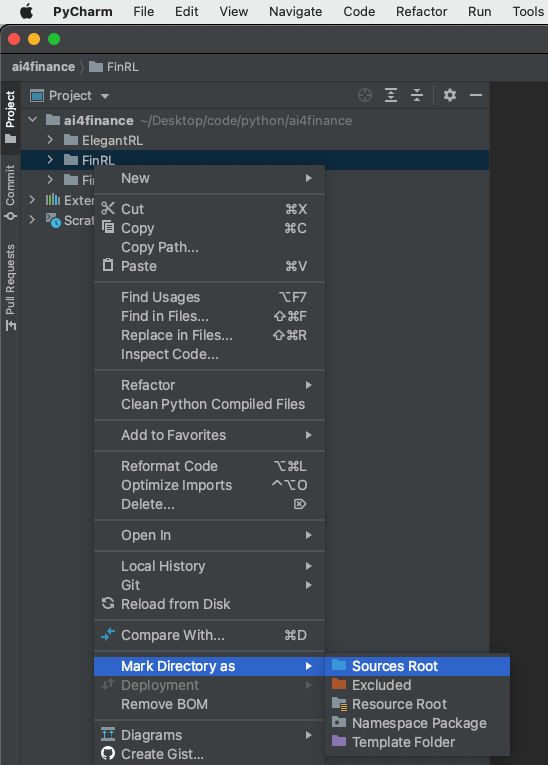 PyCharm File Edit View Navigate Code Refactor Run Tools
ai4finance FinRL
Project
Project
ai4finance ~/Desktop/code/python/ai4finance
ElegantRL
FinRL
Commit
Pull Requests
New
Cut ⌘X
Copy ⌘C
Copy Path...
Paste ⌘V
Find Usages ⌥F7
Find in Files... ⇧⌘F
Replace in Files... ⇧⌘R
Inspect Code...
Refactor
Clean Python Compiled Files
Add to Favorites
Reformat Code ⌥⌘L
Optimize Imports ^⌥O
Delete... ⌦
Open In
Local History
Git
Reload from Disk
Compare With... ⌘D
Mark Directory as
Sources Root
Deployment
Excluded
Remove BOM
Resource Root
Namespace Package
Diagrams
Template Folder
Create Gist...